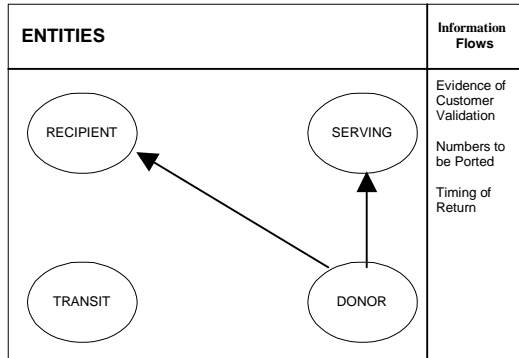 ENTITIES
Information
Flows
RECIPIENT
SERVING
Evidence of
Customer
Validation
Numbers to
be Ported
Timing of
Return
TRANSIT
DONOR